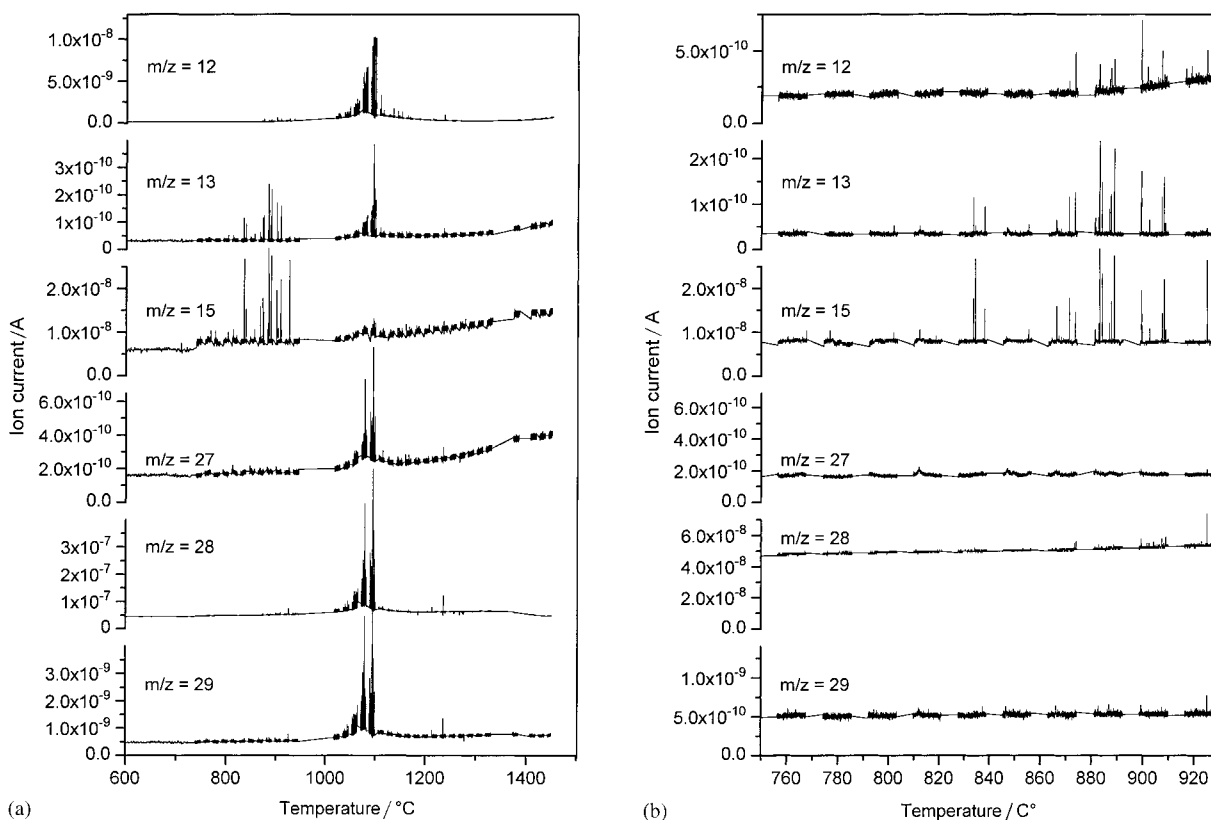 1.0x10-8
5.0x10-9
0.0
m/z = 12
3x10-10
2x10-10
1x10-10
0
m/z = 13
2.0x10-8
1.0x10-8
0.0
m/z = 15
6.0x10-10
4.0x10-10
2.0x10-10
0.0
m/z = 27
3x10-7
2x10-7
1x10-7
0
m/z = 28
3.0x10-9
2.0x10-9
1.0x10-9
0.0
m/z = 29
Ion current /A
600 800 1000 1200 1400
Temperature / °C
(a)
5.0x10-10
0.0
m/z = 12
2x10-10
1x10-10
0
m/z = 13
2.0x10-8
1.0x10-8
0.0
m/z = 15
6.0x10-10
4.0x10-10
2.0x10-10
0.0
m/z = 27
6.0x10-8
4.0x10-8
2.0x10-8
0.0
m/z = 28
1.0x10-9
5.0x10-10
0.0
m/z = 29
Ion current / A
760 780 800 820 840 860 880 900 920
Temperature / C°
(b)